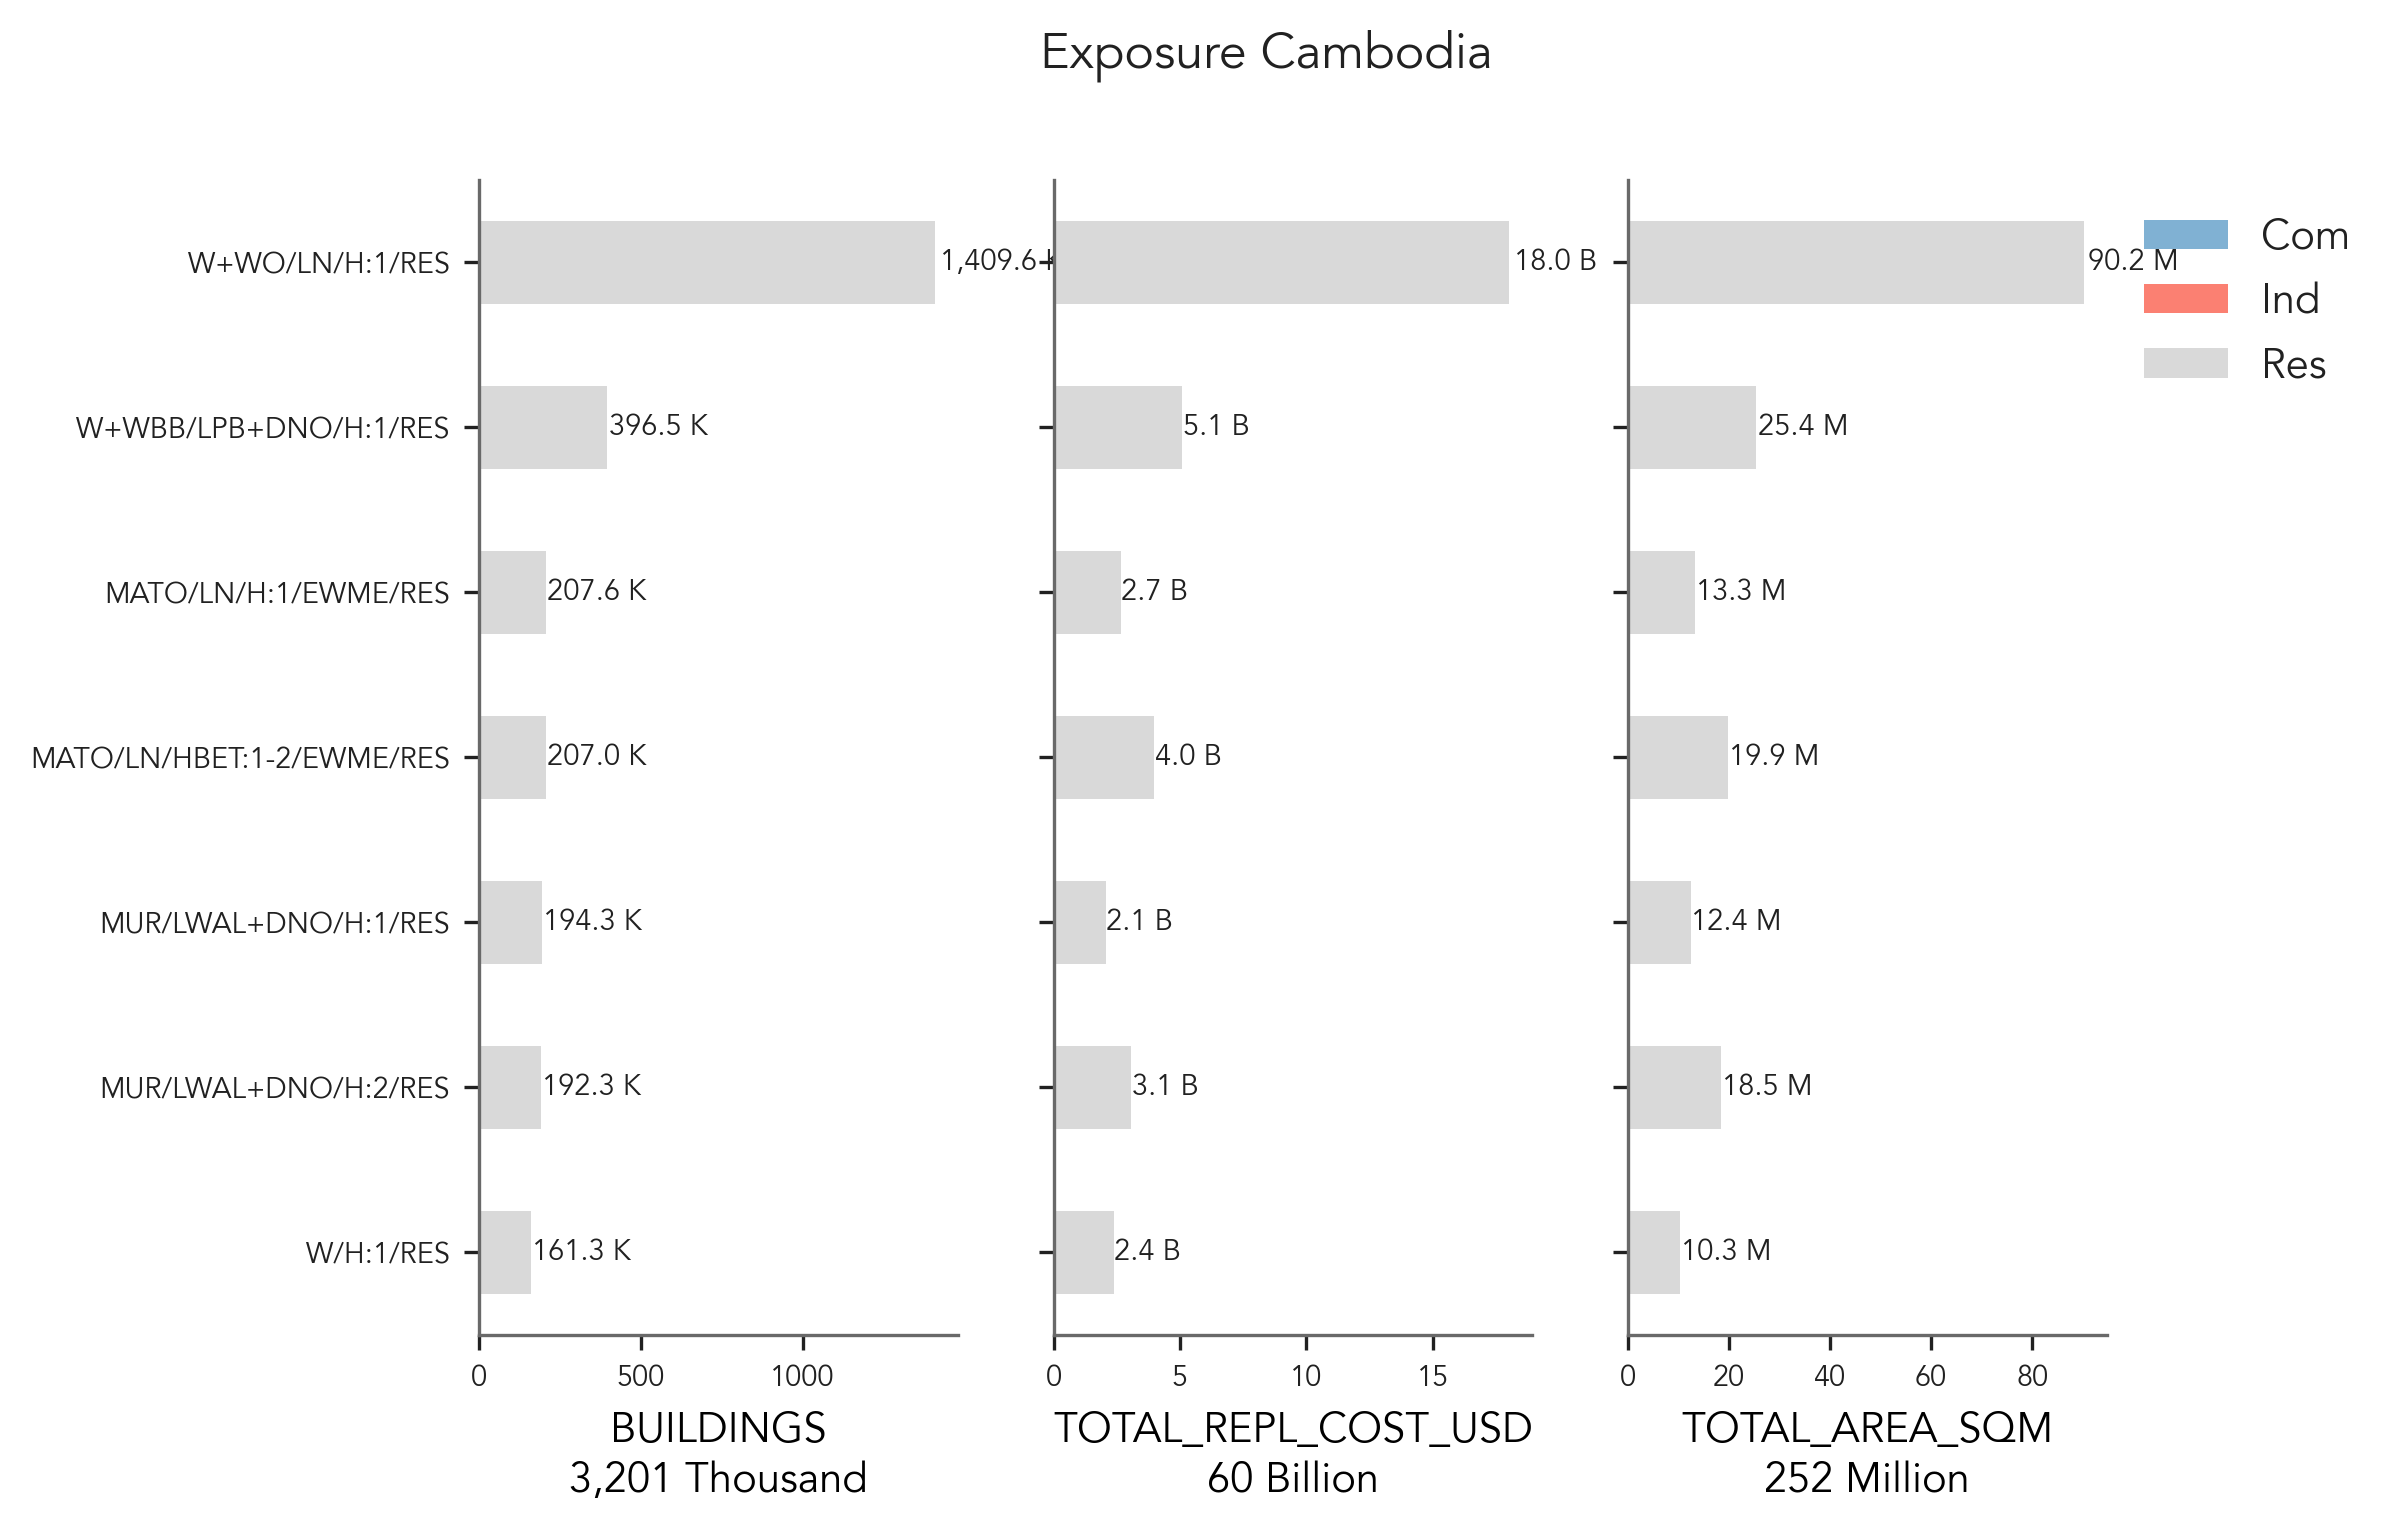 Exposure Cambodia
W+WO/LN/H:1/RES
1,409.6 K
18.0 B
90.2 M
W+WBB/LPB+DNO/H:1/RES
396.5 K
5.1 B
25.4 M
MATO/LN/H:1/EWME/RES
207.6 K
2.7 B
13.3 M
MATO/LN/HBET:1-2/EWME/RES
207.0 K
4.0 B
19.9 M
MUR/LWAL+DNO/H:1/RES
194.3 K
2.1 B
12.4 M
MUR/LWAL+DNO/H:2/RES
192.3 K
3.1 B
18.5 M
W/H:1/RES
161.3 K
2.4 B
10.3 M
0 500 1000
BUILDINGS
3,201 Thousand
0 5 10 15
TOTAL_REPL_COST_USD
60 Billion
0 20 40 60 80
TOTAL_AREA_SQM
252 Million
Com
Ind
Res